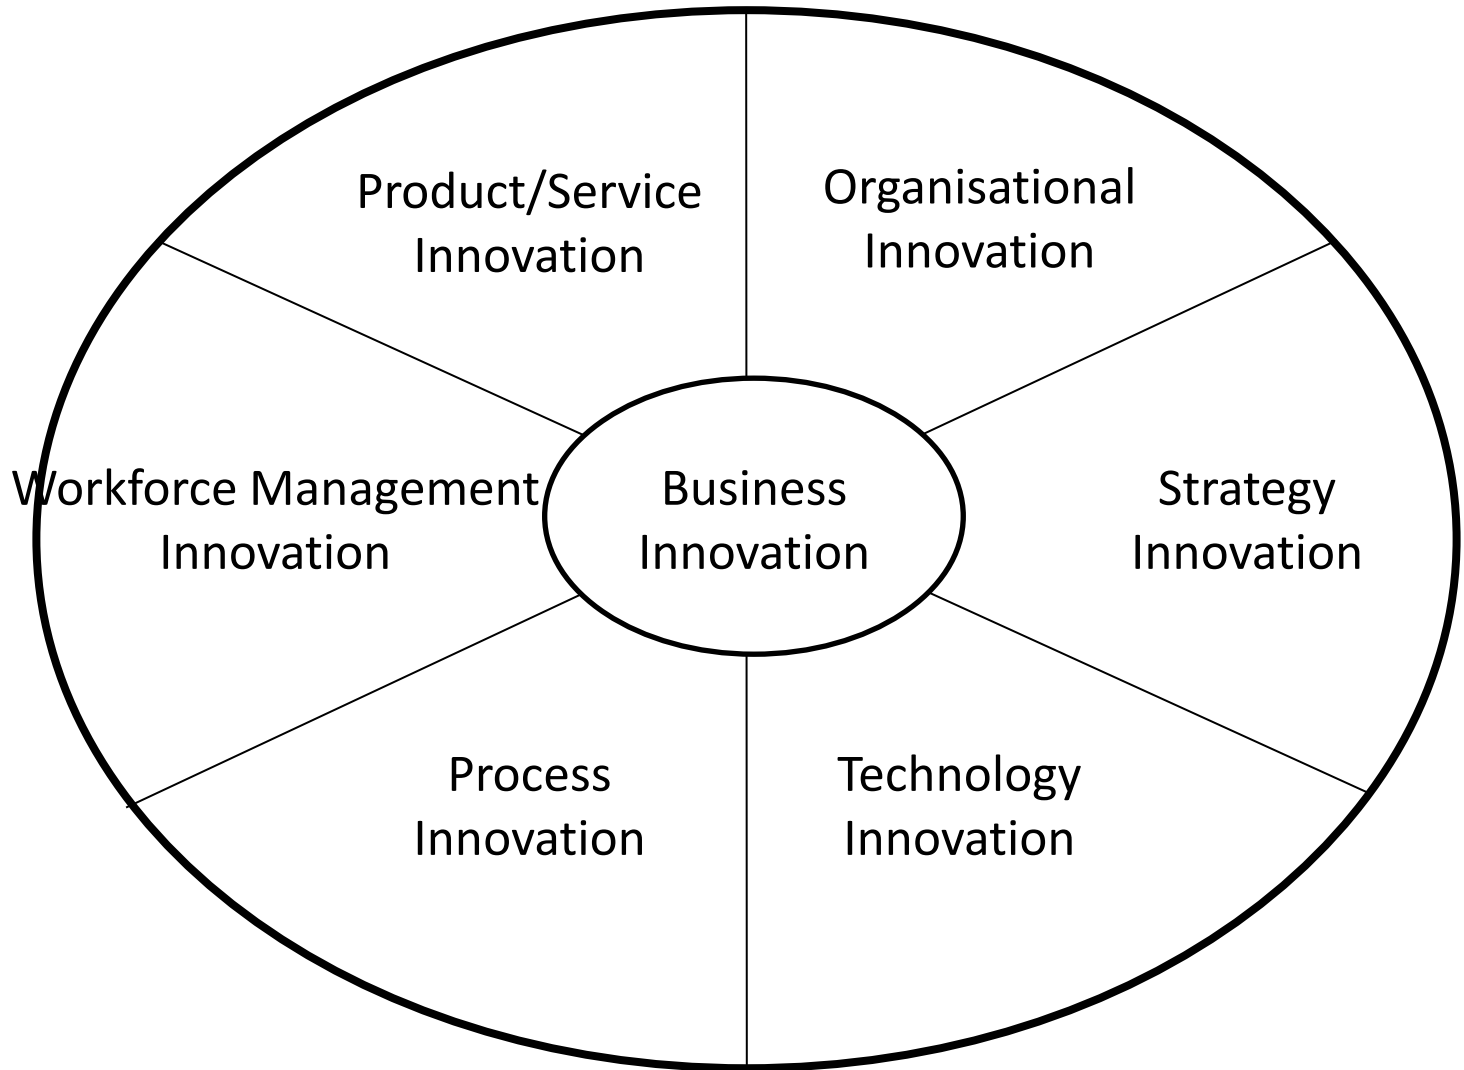 Product/Service
Innovation
Organisational
Innovation
Workforce Management
Innovation
Business
Innovation
Strategy
Innovation
Process
Innovation
Technology
Innovation